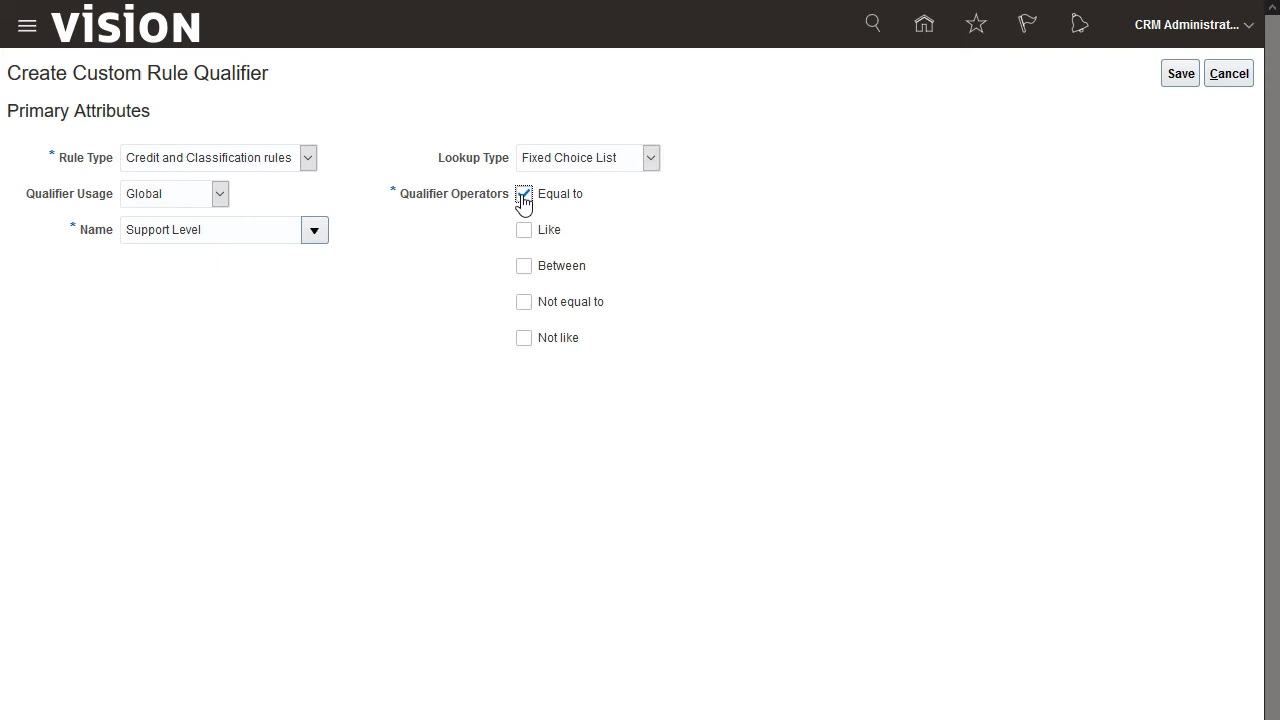 vision
CRM Administrat...
Create Custom Rule Qualifier
Save Cancel
Primary Attributes
* Rule Type Credit and Classification rules
Lookup Type Fixed Choice List
Qualifier Usage Global
* Qualifier Operators Equal to
* Name Support Level
Like
Between
Not equal to
Not like